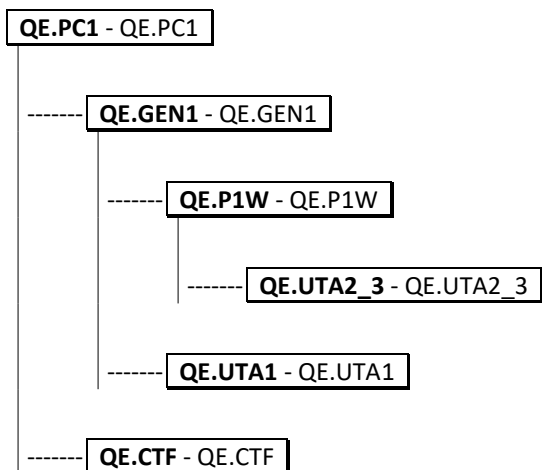 QE.PC1 - QE.PC1
------- QE.GEN1 - QE.GEN1
------- QE.P1W - QE.P1W
------- QE.UTA2_3 - QE.UTA2_3
------- QE.UTA1 - QE.UTA1
------- QE.CTF - QE.CTF